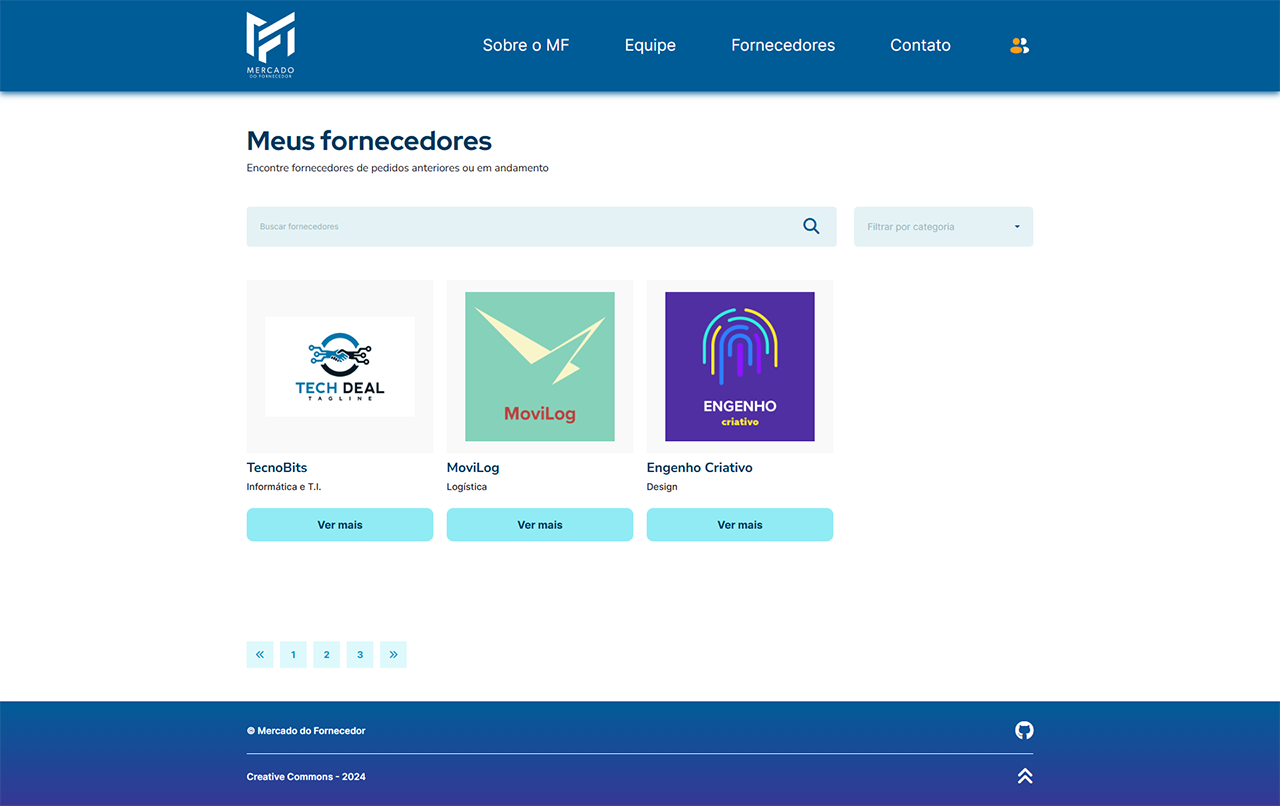 MERCADO
DO FORNECEDOR
Sobre o MF
Equipe
Fornecedores
Contato
Meus fornecedores
Encontre fornecedores de pedidos anteriores ou em andamento
Buscar fornecedores
Filtrar por categoria
TECH DEAL
TAGLINE
MoviLog
ENGENHO
criativo
TecnoBits
MoviLog
Engenho Criativo
Informática e T.I.
Logística
Design
Ver mais
Ver mais
Ver mais
«
1
2
3
»
© Mercado do Fornecedor
Creative Commons - 2024